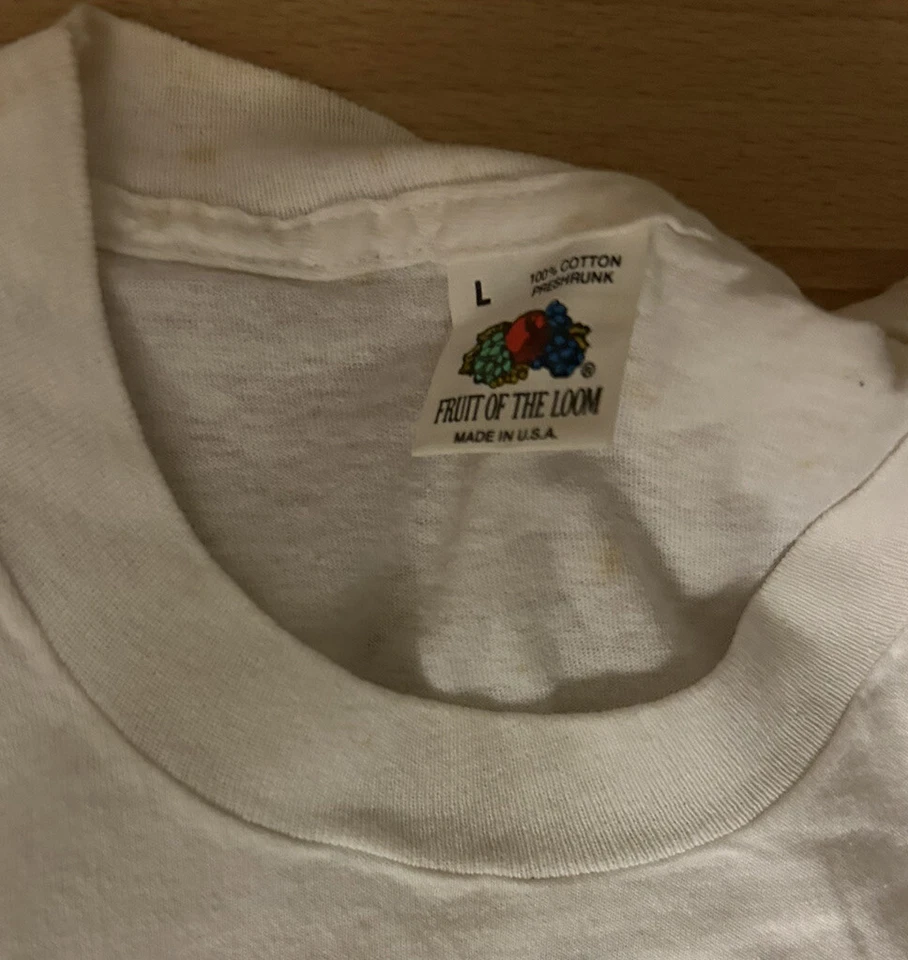 L
100% COTTON
PRESHRUNK
®
FRUIT OF THE LOOM
MADE IN U.S.A.